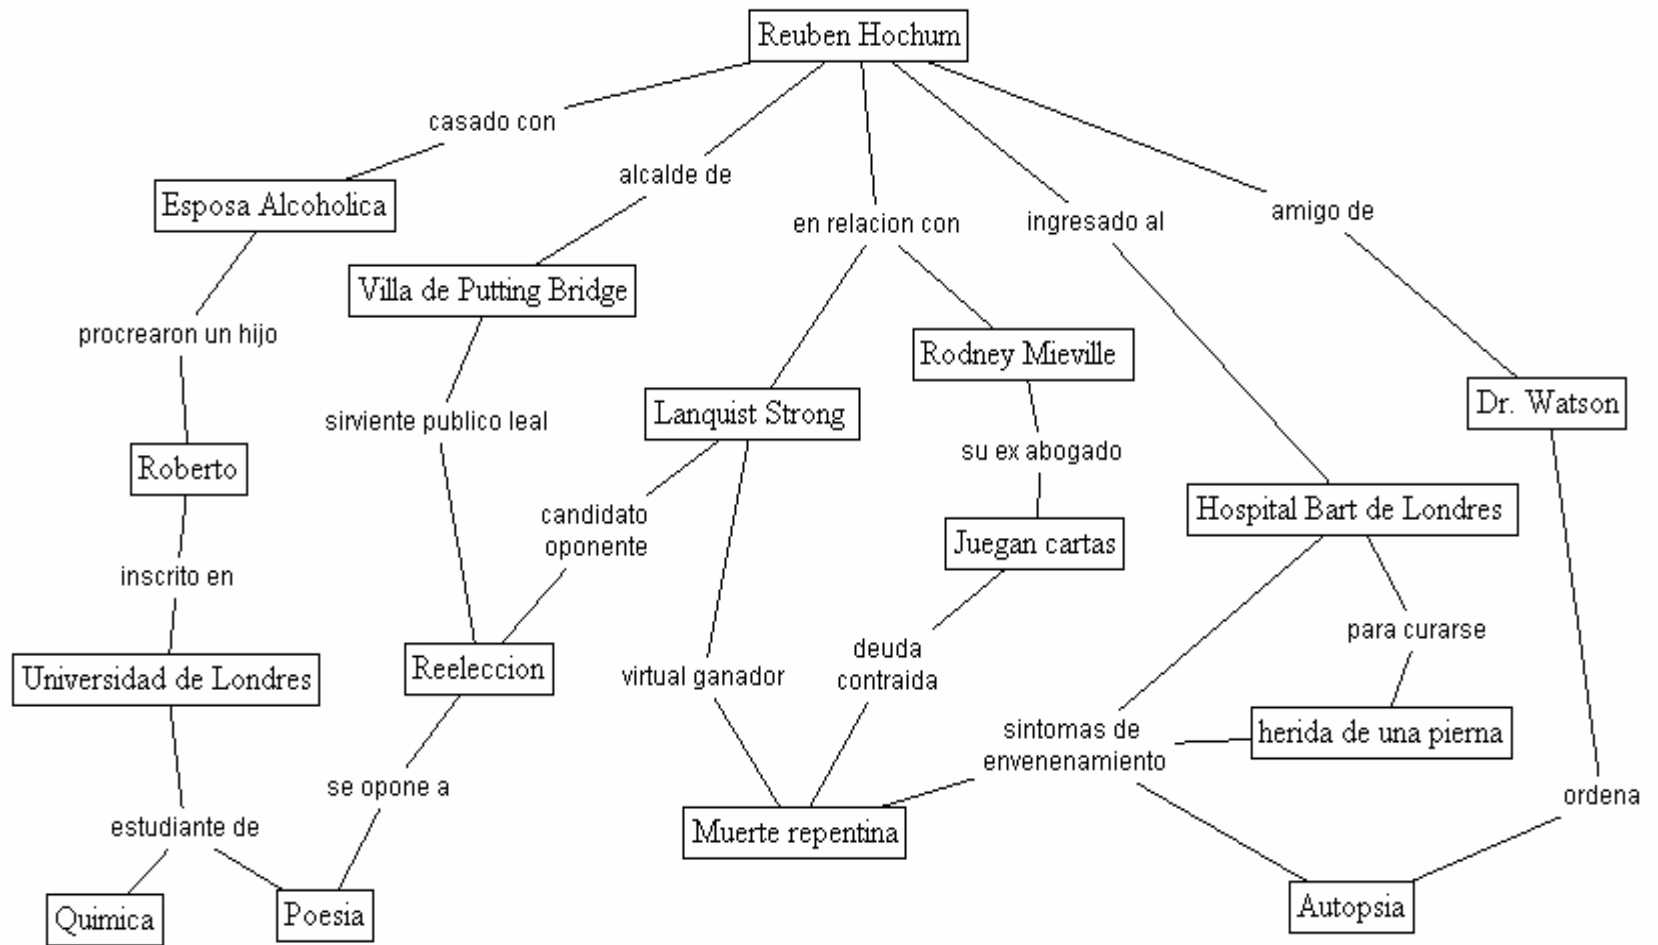 Reuben Hochum
casado con
alcalde de
en relacion con
ingresado al
amigo de
Esposa Alcoholica
Villa de Putting Bridge
procrearon un hijo
Rodney Mieville
Lanquist Strong
Dr. Watson
sirviente publico leal
su ex abogado
Roberto
candidato
oponente
Hospital Bart de Londres
Juegan cartas
inscrito en
para curarse
Universidad de Londres
Reeleccion
virtual ganador
deuda
contraida
sintomas de
envenenamiento
herida de una pierna
se opone a
ordena
estudiante de
Muerte repentina
Quimica
Poesia
Autopsia